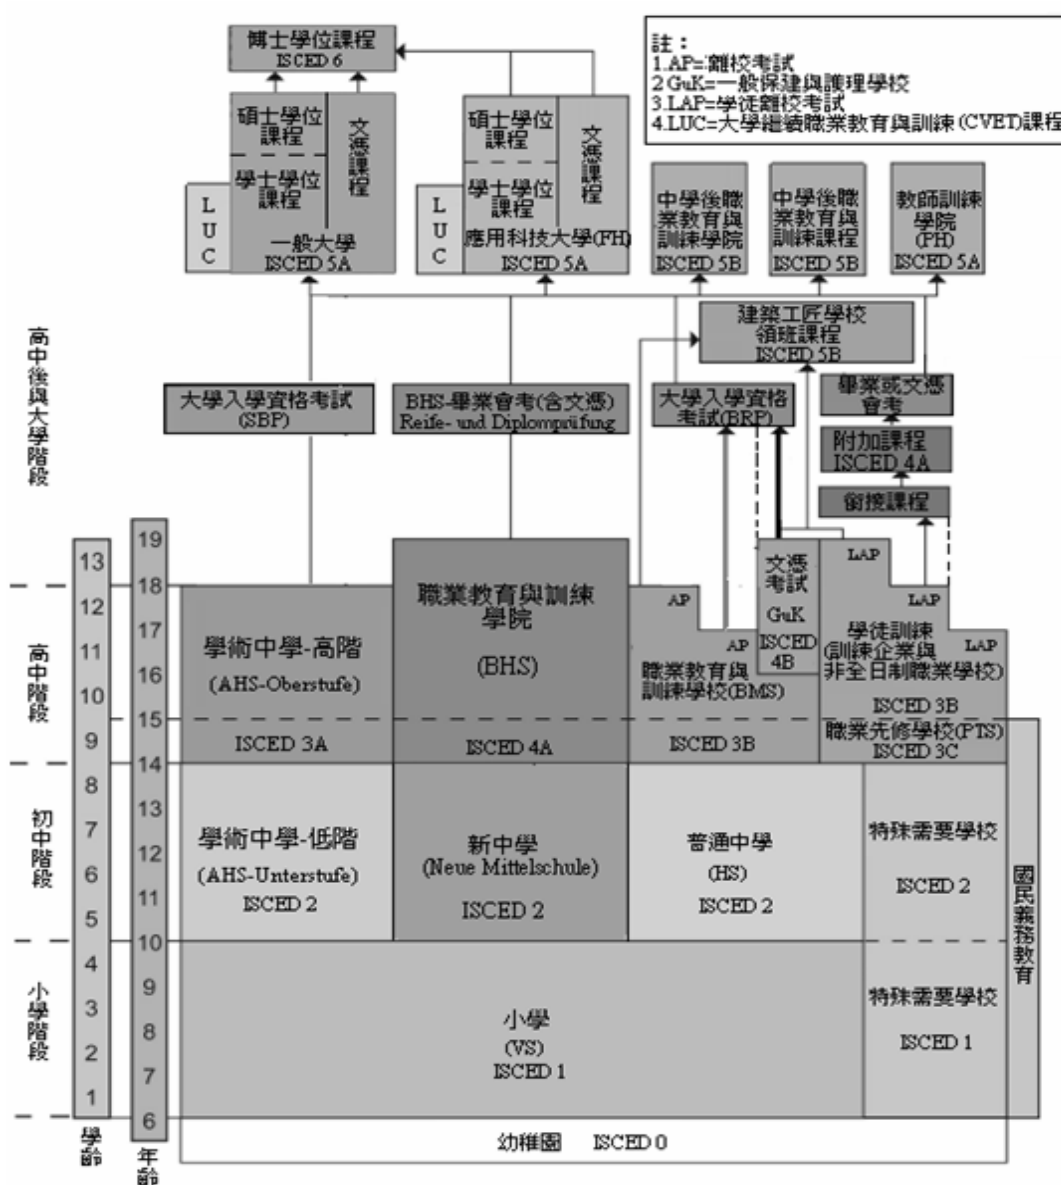 博士學位課程
ISCED 6
註：
1.AP=離校考試
2 GuK=一般保建與護理學校
3.LAP=學徒離校考試
4.LUC=大學繼續職業教育與訓練(CVET)課程
碩士學位
課程
學士學位
課程
文憑課程
LUC
一般大學
ISCED 5A
碩士學位
課程
學士學位
課程
文憑課程
LUC
應用科技大學(FH)
ISCED 5A
中學後職
業教育與
訓練學院
ISCED 5B
中學後職
業教育與
訓練課程
ISCED 5B
教師訓練
學院
(PH)
ISCED 5A
高中後與大學階段
建築工匠學校
領班課程
ISCED 5B
大學入學資格考試
(SBP)
BHS-畢業會考(含文憑)
Reife- und Diplomprüfung
大學入學資格
考試(BRP)
畢業或文憑
會考
附加課程
ISCED 4A
銜接課程
高中階段
初中階段
小學階段
13
12
11
10
9
8
7
6
5
4
3
2
1
學齡
19
18
17
16
15
14
13
12
11
10
9
8
7
6
年齡
學術中學-高階
(AHS-Oberstufe)
ISCED 3A
職業教育與訓練
學院
(BHS)
ISCED 4A
AP
AP
職業教育與
訓練學校(BMS)
ISCED 3B
文憑
考試
GuK
ISCED
4B
LAP
LAP
LAP
學徒訓練
(訓練企業與
非全日制職業學校)
ISCED 3B
職業先修學校(PTS)
ISCED 3C
學術中學-低階
(AHS-Unterstufe)
ISCED 2
新中學
(Neue Mittelschule)
ISCED 2
普通中學
(HS)
ISCED 2
特殊需要學校
ISCED 2
國民義務教育
小學
(VS)
ISCED 1
特殊需要學校
ISCED 1
幼稚園 ISCED 0